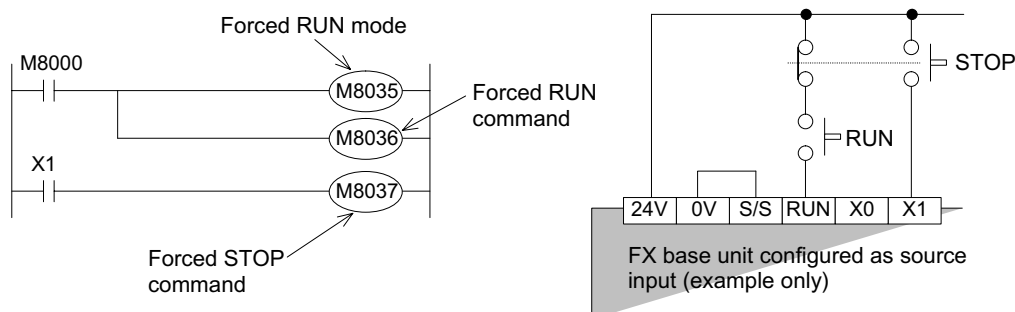 Forced RUN mode
M8000
M8035
Forced RUN
command
M8036
X1
M8037
Forced STOP
command
STOP
RUN
24V 0V S/S RUN X0 X1
FX base unit configured as source
input (example only)